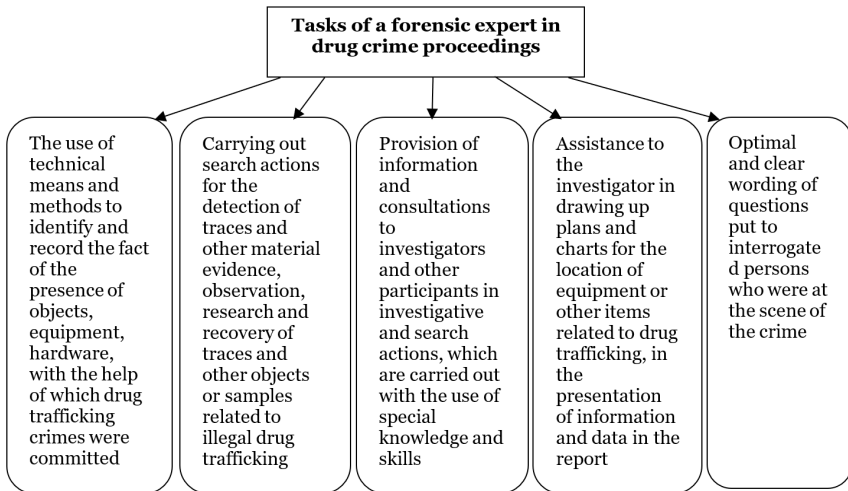 Tasks of a forensic expert in
drug crime proceedings
The use of
technical
means and
methods to
identify and
record the fact
of the
presence of
objects,
equipment,
hardware,
with the help
of which drug
trafficking
crimes were
committed
Carrying out
search actions
for the
detection of
traces and
other material
evidence,
observation,
research and
recovery of
traces and
other objects
or samples
related to
illegal drug
trafficking
Provision of
information
and
consultations
to
investigators
and other
participants in
investigative
and search
actions, which
are carried out
with the use of
special
knowledge and
skills
Assistance to
the
investigator in
drawing up
plans and
charts for the
location of
equipment or
other items
related to drug
trafficking, in
the
presentation
of information
and data in the
report
Optimal
and clear
wording of
questions
put to
interrogate
d persons
who were at
the scene of
the crime